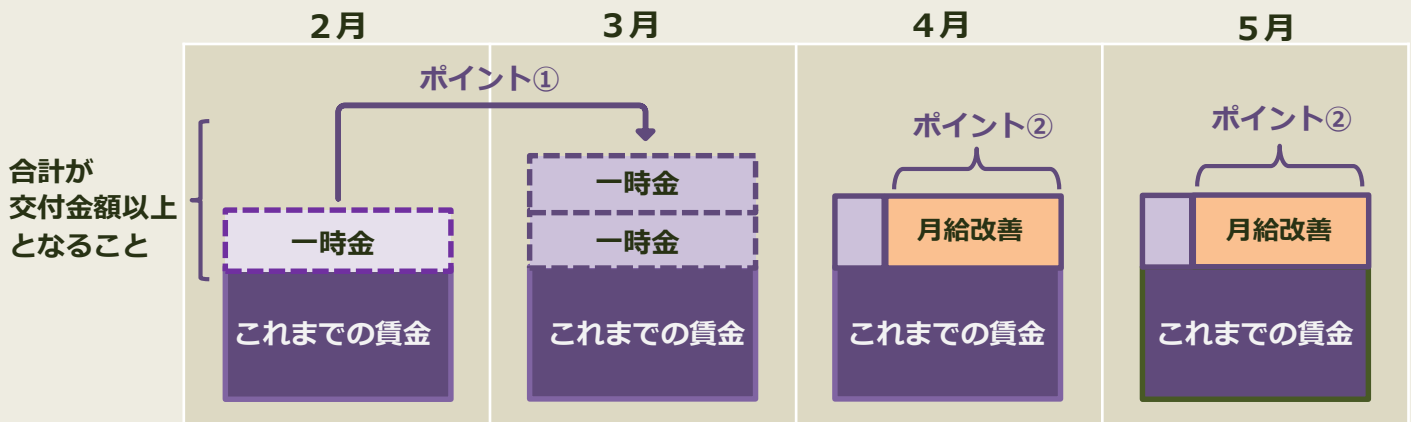 2月
3月
4月
5月
ポイント①
ポイント②
ポイント②
合計が
交付金額以上
となること
一時金
一時金
一時金
月給改善
月給改善
これまでの賃金
これまでの賃金
これまでの賃金
これまでの賃金